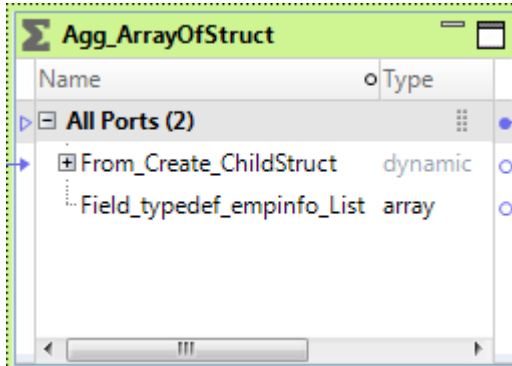 Agg_ArrayOfStruct
Name Type
All Ports (2)
From_Create_ChildStruct dynamic
Field_typedef_empinfo_List array